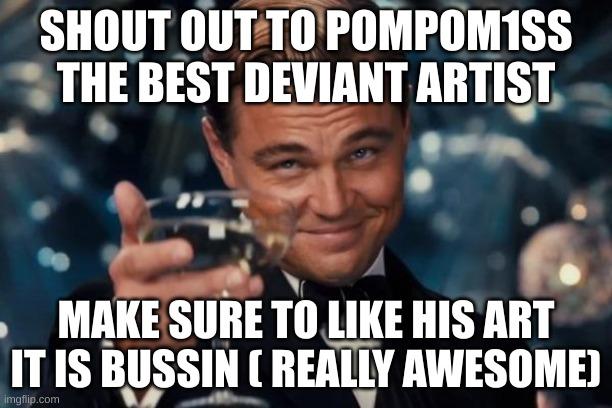 SHOUT OUT TO POMPOM1SS
THE BEST DEVIANT ARTIST
MAKE SURE TO LIKE HIS ART
IT IS BUSSIN ( REALLY AWESOME)
imgflip.com